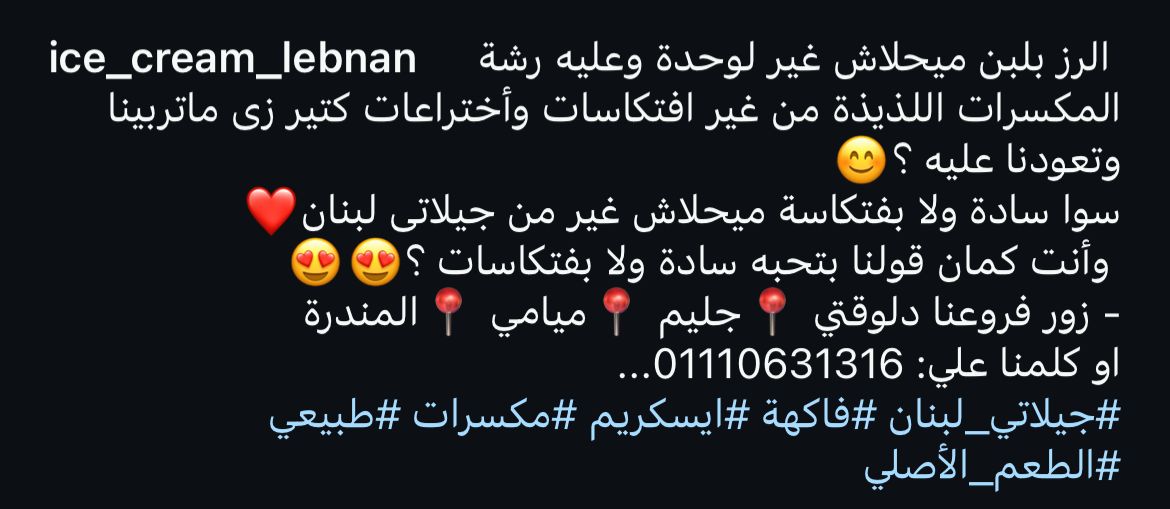 ice_cream_lebnan الرز بلبن ميحلاش غير لوحدة وعليه رشة
المكسرات اللذيذة من غير افتكاسات وأختراعات كتير زى ماتربينا
وتعودنا عليه ؟😊
سوا سادة ولا بفتكاسة ميحلاش غير من جيلاتى لبنان❤️
وأنت كمان قولنا بتحبه سادة ولا بفتكاسات ؟😍😍
- زور فروعنا دلوقتي 📍جليم 📍ميامي 📍المندرة
او كلمنا علي: 01110631316...
#جيلاتي_لبنان #فاكهة #ايسكريم #مكسرات #طبيعي
#الطعم_الأصلي